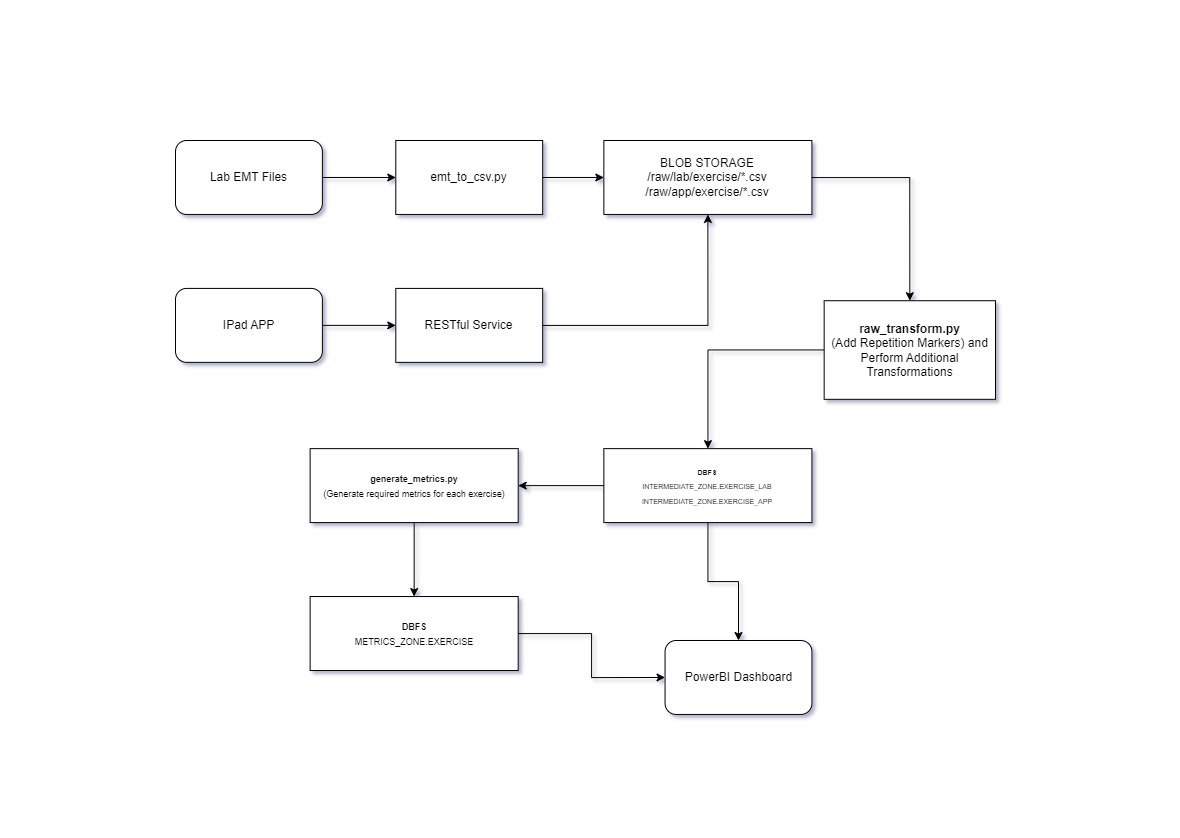 Lab EMT Files
emt_to_csv.py
BLOB STORAGE
/raw/lab/exercise/*.csv
/raw/app/exercise/*.csv
IPad APP
RESTful Service
raw_transform.py
(Add Repetition Markers) and
Perform Additional
Transformations
generate_metrics.py
(Generate required metrics for each exercise)
DBFS
INTERMEDIATE_ZONE.EXERCISE_LAB
INTERMEDIATE_ZONE.EXERCISE_APP
DBFS
METRICS_ZONE.EXERCISE
PowerBI Dashboard